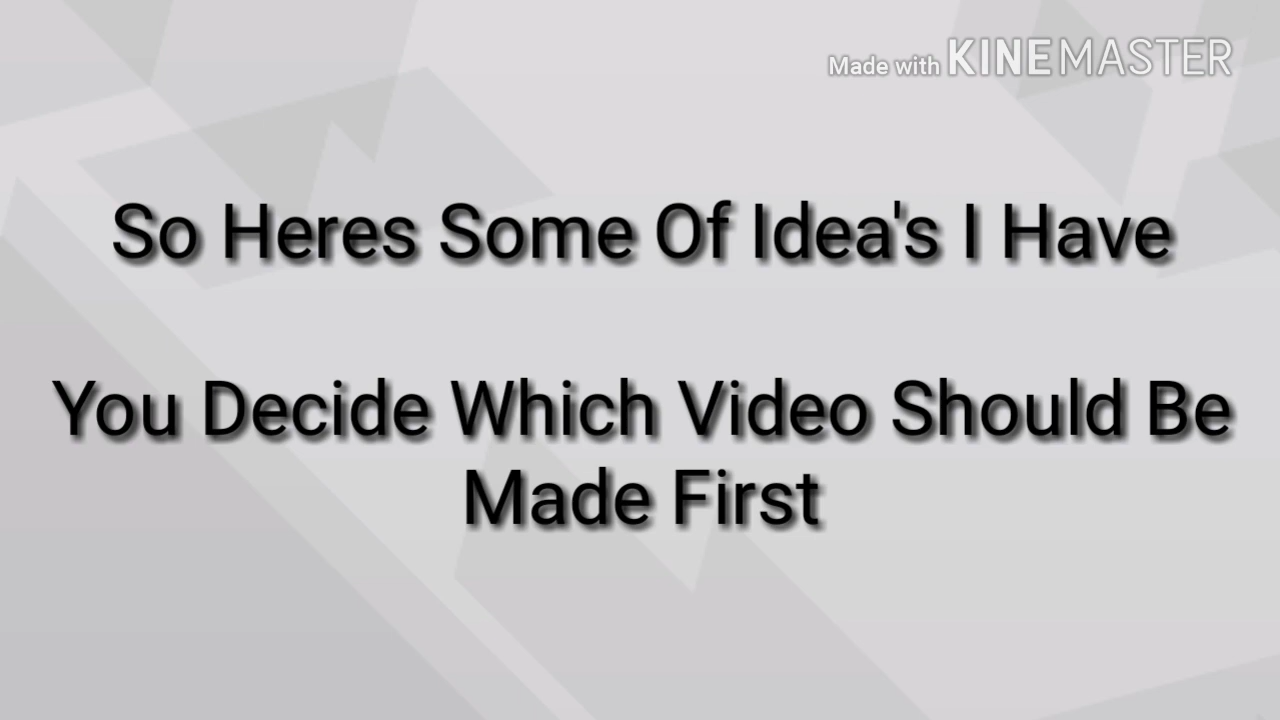 Made with KINEMASTER
So Heres Some Of Idea's I Have
You Decide Which Video Should Be
Made First